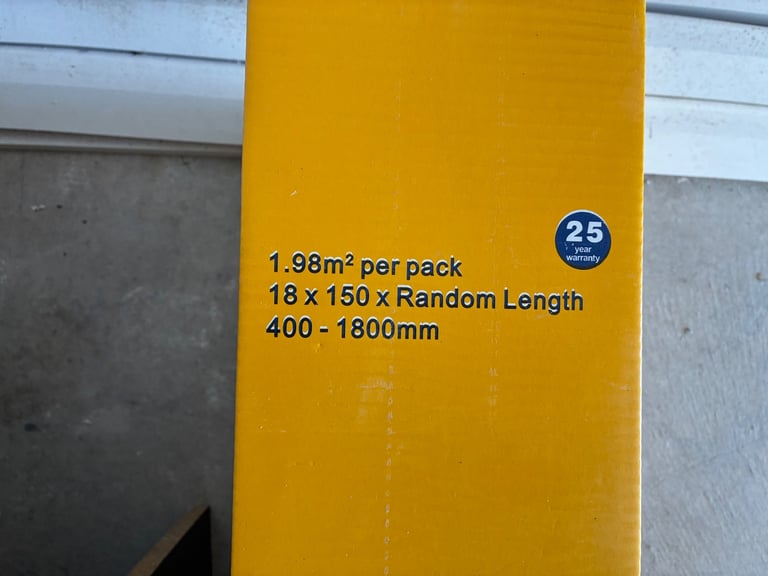 25
year
warranty
1.98m² per pack
18 x 150 x Random Length
400 - 1800mm